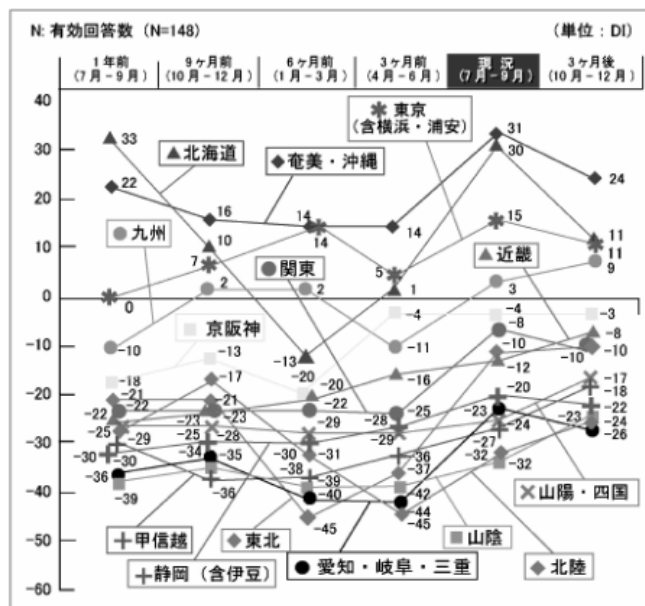 N: 有効回答数 (N=148) (単位：DI)
1年前 9ヶ月前 6ヶ月前 3ヶ月前 現況 3ヶ月後
(7月－9月) (10月－12月) (1月－3月) (4月－6月) (7月－9月) (10月－12月)
40
東京
(含横浜・浦安)
33 31
30 北海道 30
奄美・沖縄
22 24
20
16 14 15
14 14
九州 10 11
10 7 近畿 11
関東 5 9
2 2 1 3
0 0
京阪神 -4 -4 -3
-8 -8
-10 -10 -13 -13 -11 -10 -10 -10
-12
-18 -17 -20 -20 -16 -17
-20 -21 -21 -20 -18
-22 -22 -23 -23 -22 -25 -23 -23 -22
-25 -25 -28 -29 -28 -24 -24
-29 -29 -27 -26
-30 -30 -30 -30 -31
-34 -35 -36 -32 -32
-36 -36 -38 -37
-39 -39
-40 -40 -42 山陽・四国
-45 -44
-45
甲信越 東北 山陰
静岡（含伊豆） 愛知・岐阜・三重 北陸
-50
-60